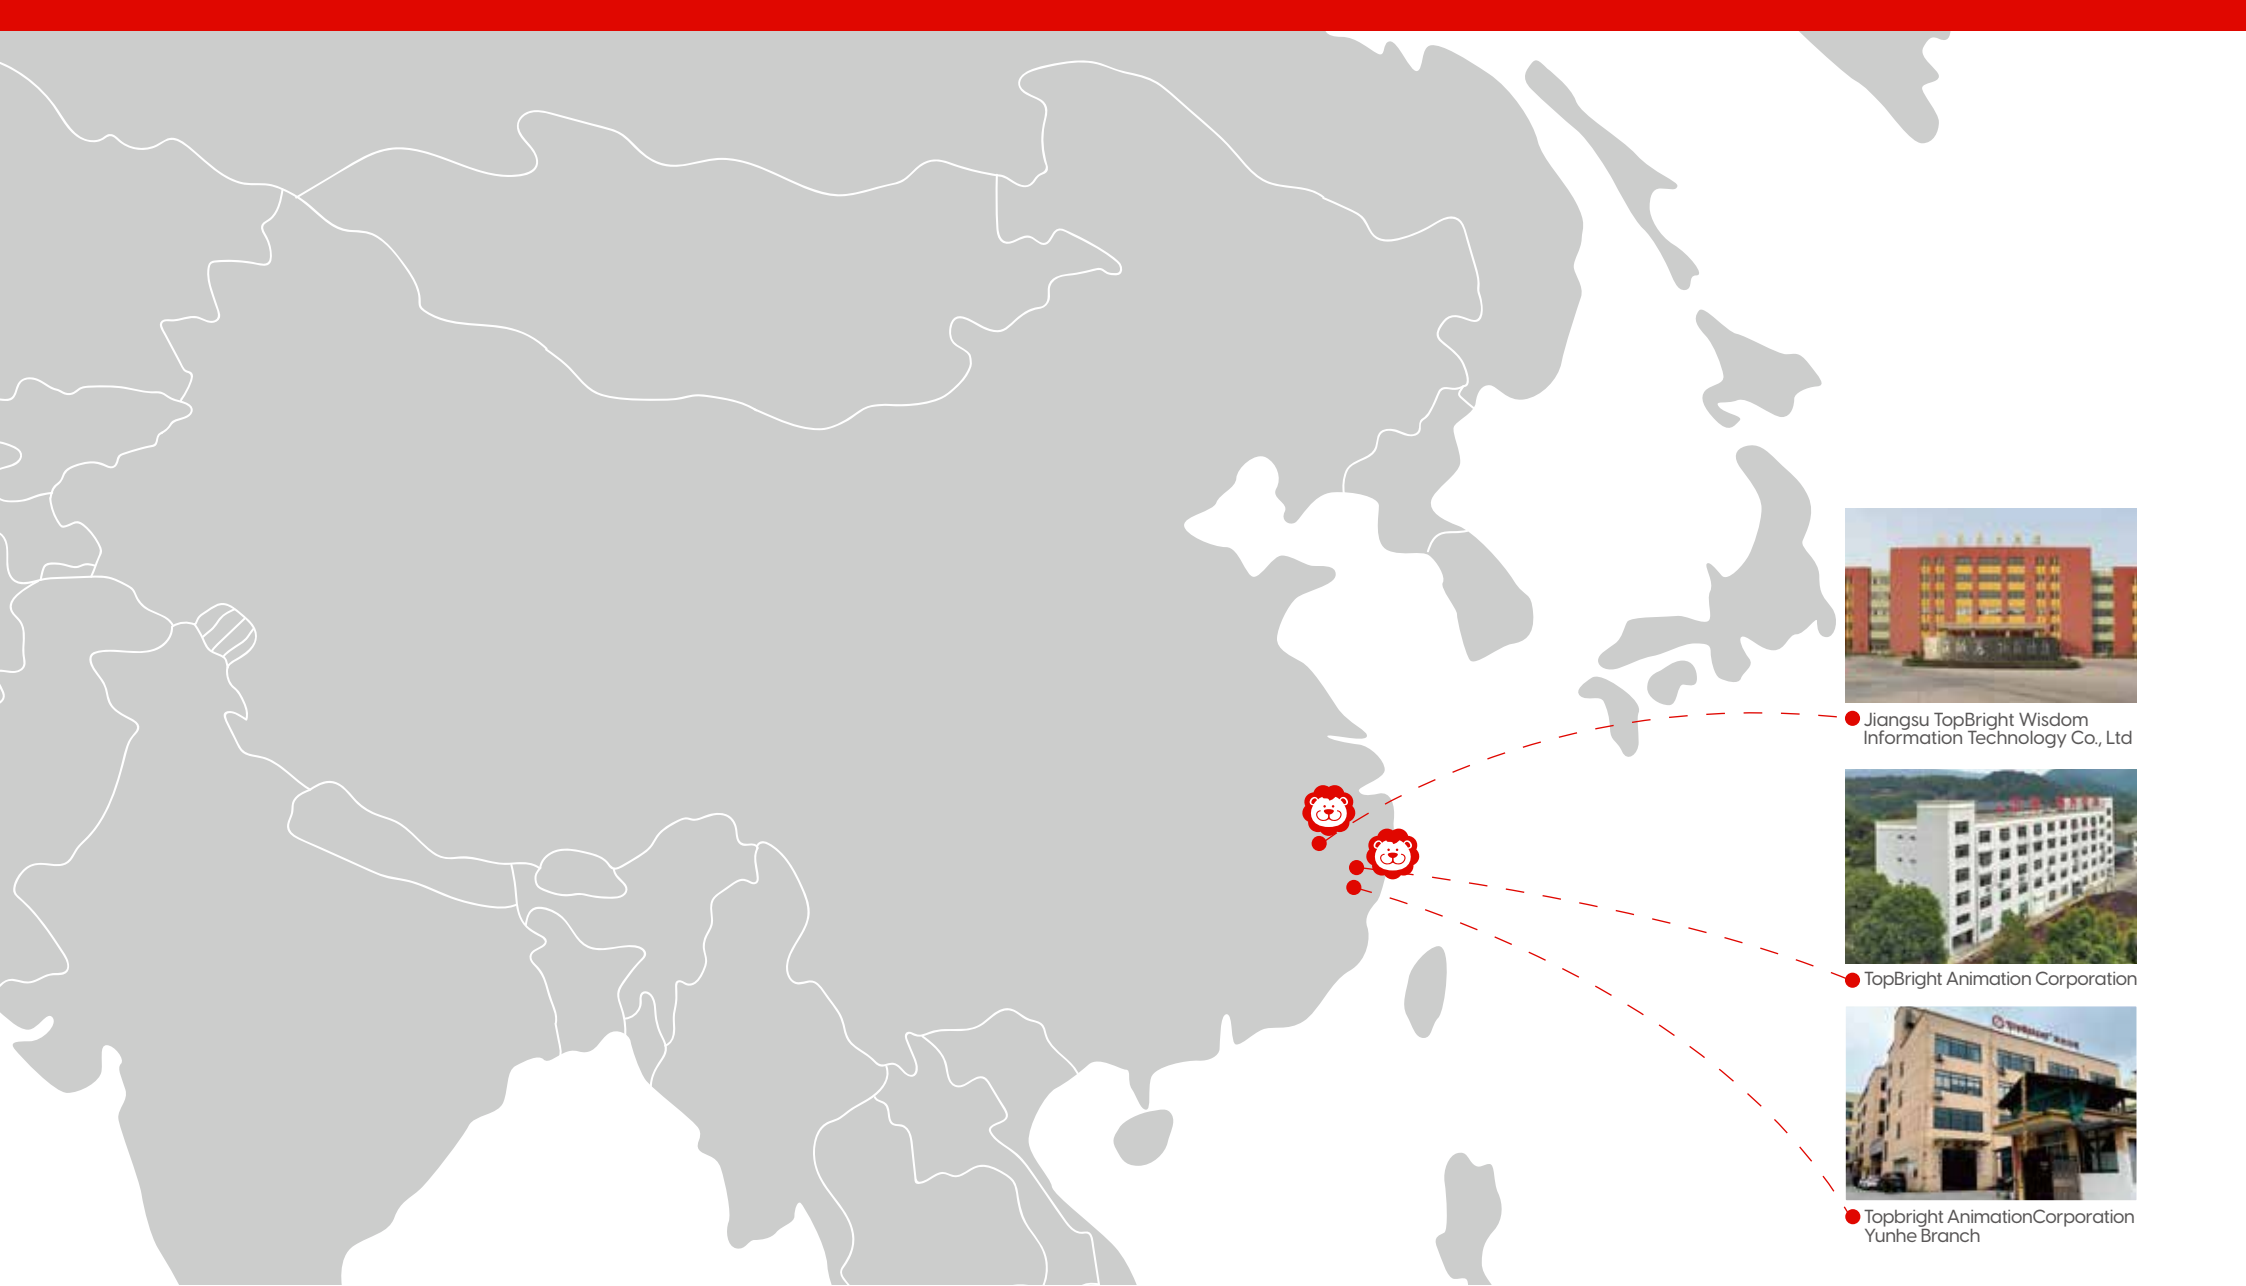 Jiangsu TopBright Wisdom
Information Technology Co., Ltd
TopBright Animation Corporation
Topbright AnimationCorporation
Yunhe Branch